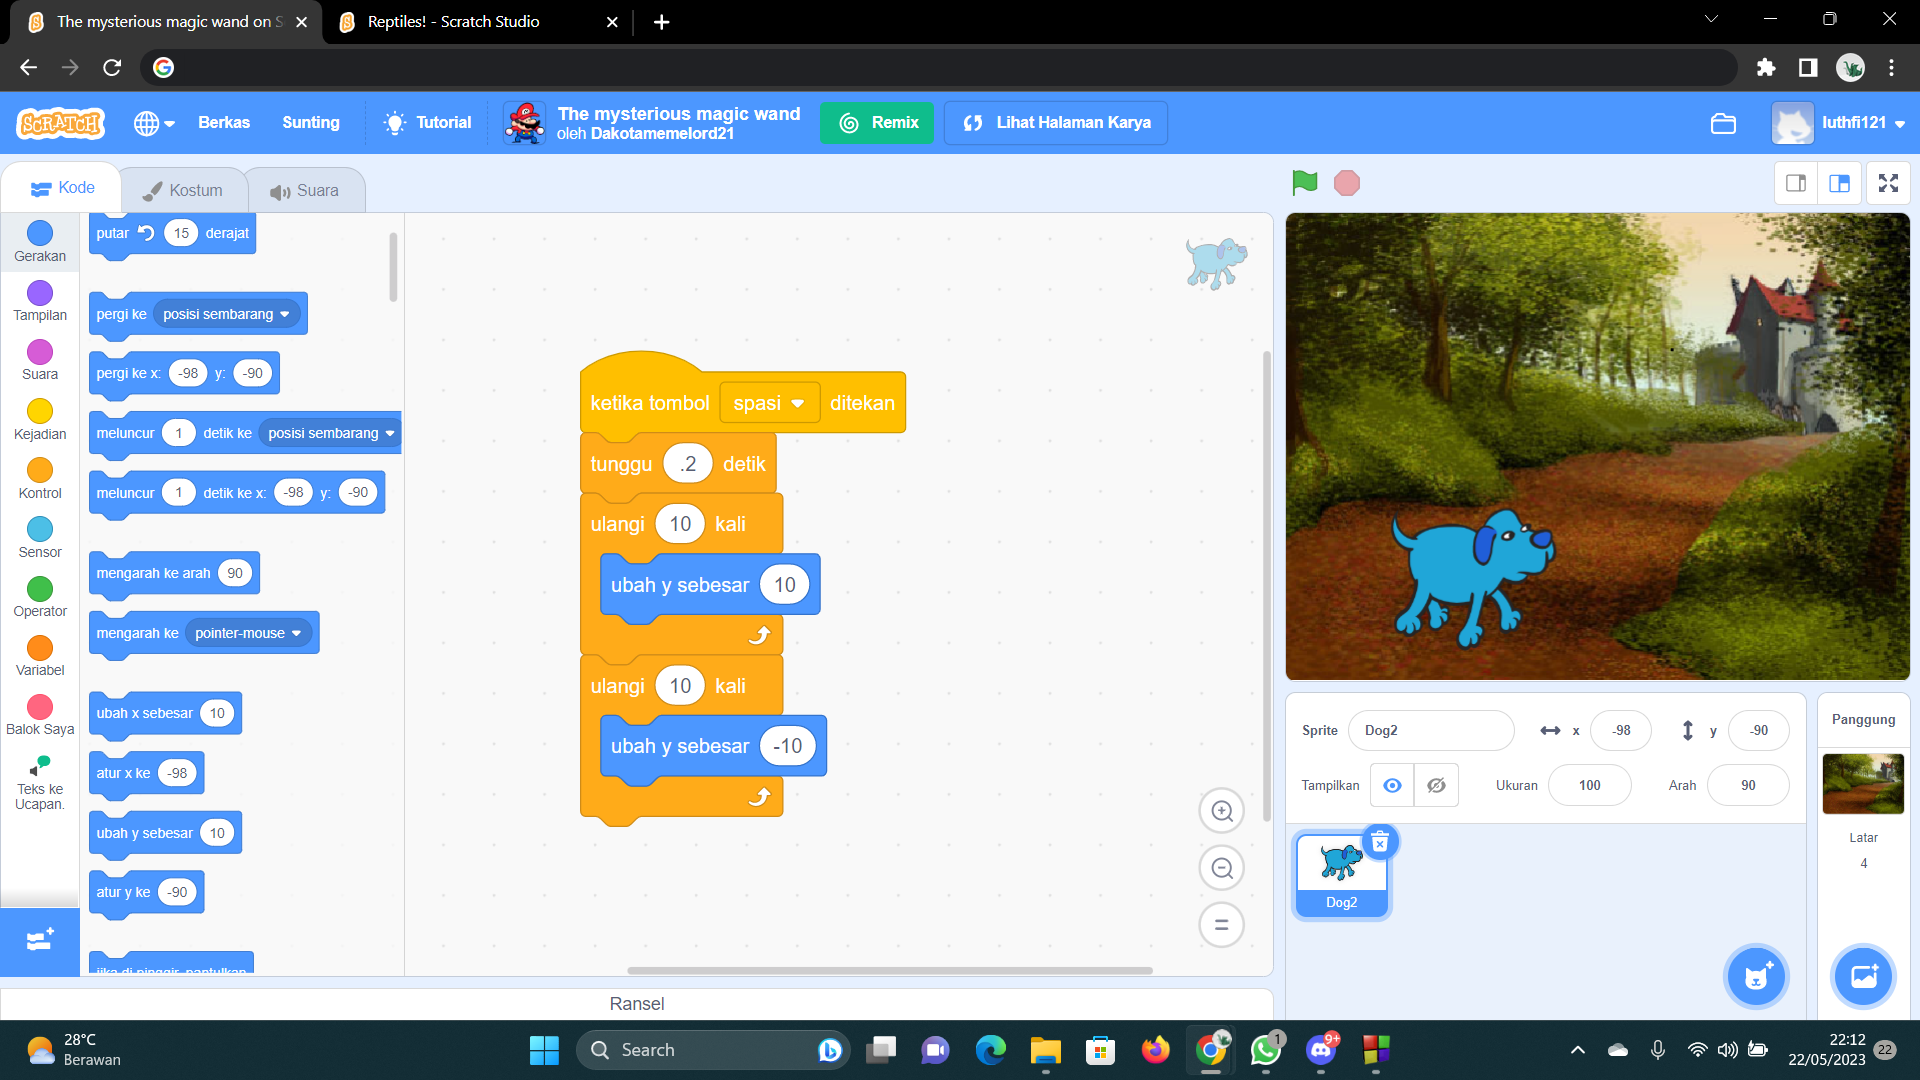 The mysterious magic wand on S
Reptiles! - Scratch Studio
SCRATCH
Berkas
Sunting
Tutorial
The mysterious magic wand
oleh Dakotamemelord21
Remix
Lihat Halaman Karya
luthfi121
Kode
Kostum
Suara
Gerakan
Tampilan
Suara
Kejadian
Kontrol
Sensor
Operator
Variabel
Balok Saya
Teks ke
Ucapan.
putar 15 derajat
pergi ke posisi sembarang
pergi ke x: -98 y: -90
meluncur 1 detik ke posisi sembarang
meluncur 1 detik ke x: -98 y: -90
mengarah ke arah 90
mengarah ke pointer-mouse
ubah x sebesar 10
atur x ke -98
ubah y sebesar 10
atur y ke -90
jika di pinggir, pantulkan
ketika tombol spasi ditekan
tunggu .2 detik
ulangi 10 kali
ubah y sebesar 10
ulangi 10 kali
ubah y sebesar -10
Sprite Dog2 x -98 y -90
Tampilkan Ukuran 100 Arah 90
Dog2
Panggung
Latar
4
Ransel
28°C
Berawan
Search
1
9+
22:12
22/05/2023
22